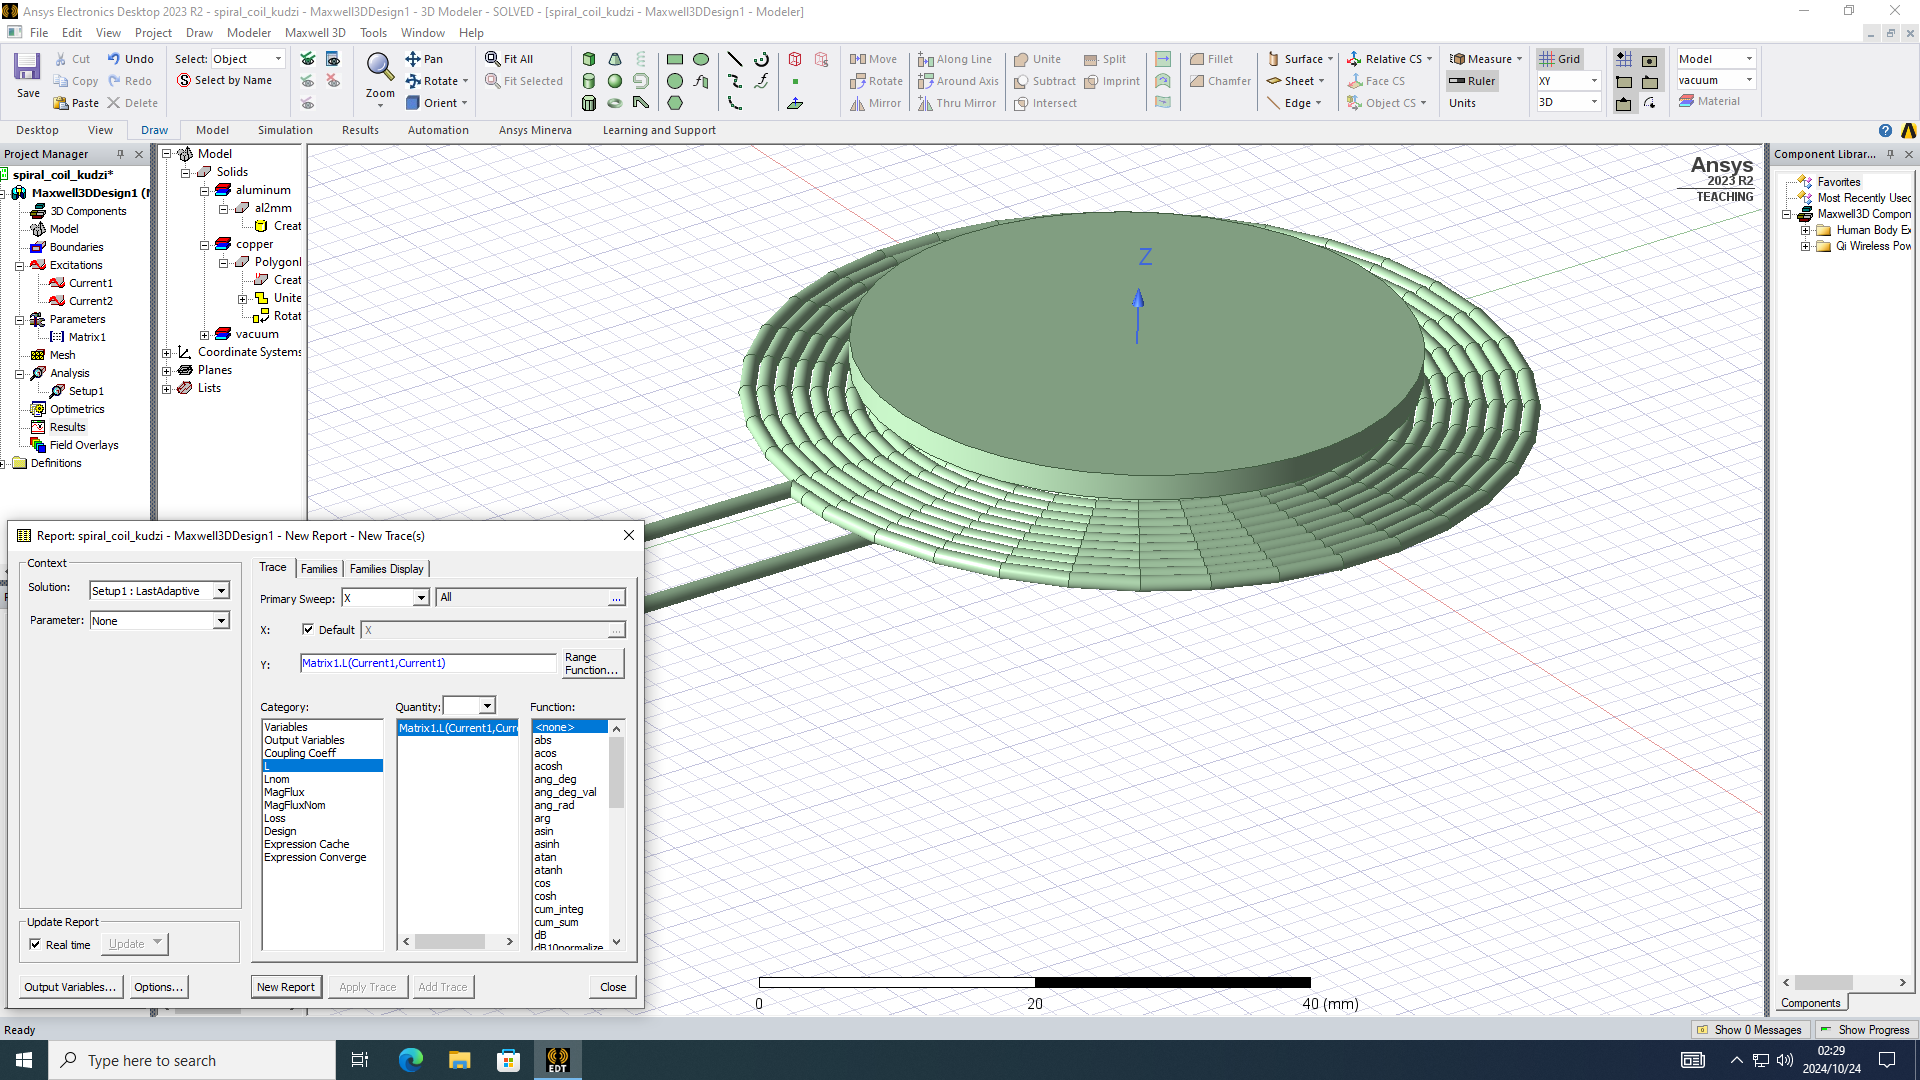 Ansys Electronics Desktop 2023 R2 - spiral_coil_kudzi - Maxwell3DDesign1 - 3D Modeler - SOLVED - [spiral_coil_kudzi - Maxwell3DDesign1 - Modeler]
File Edit View Project Draw Modeler Maxwell 3D Tools Window Help
Save Cut Copy Paste Undo Redo Delete
Select: Object
Select by Name
Zoom Pan Rotate Orient
Fit All Fit Selected
Move Rotate Mirror
Along Line Around Axis Thru Mirror
Unite Subtract Intersect Split Imprint
Fillet Chamfer
Surface Sheet Edge
Relative CS Face CS Object CS
Measure Ruler Units
Grid XY 3D
Model vacuum Material
Desktop View Draw Model Simulation Results Automation Ansys Minerva Learning and Support
Project Manager
spiral_coil_kudzi*
Maxwell3DDesign1 (
3D Components
Model
Boundaries
Excitations
Current1
Current2
Parameters
Matrix1
Mesh
Analysis
Setup1
Optimetrics
Results
Field Overlays
Definitions
Model
Solids
aluminum
al2mm
Creat
copper
Polygonl
Creat
Unite
Rotat
vacuum
Coordinate Systems
Planes
Lists
Ansys
2023 R2
TEACHING
Z
0 20 40 (mm)
Component Librar...
Favorites
Most Recently Usec
Maxwell3D Compon
Human Body Ex
Qi Wireless Pow
Components
Report: spiral_coil_kudzi - Maxwell3DDesign1 - New Report - New Trace(s)
Context
Solution: Setup1 : LastAdaptive
Parameter: None
Update Report
Real time Update
Output Variables... Options...
Trace Families Families Display
Primary Sweep: X All ...
X: Default X ...
Y: Matrix1.L(Current1,Current1)
Range
Function...
Category: Quantity: Function:
Variables
Output Variables
Coupling Coeff
L
Lnom
MagFlux
MagFluxNom
Loss
Design
Expression Cache
Expression Converge
Matrix1.L(Current1,Curre
<none>
abs
acos
acosh
ang_deg
ang_deg_val
ang_rad
arg
asin
asinh
atan
atanh
cos
cosh
cum_integ
cum_sum
dB
dB10normalize
New Report Apply Trace Add Trace Close
Ready
Show 0 Messages Show Progress
Type here to search
EDT
02:29
2024/10/24